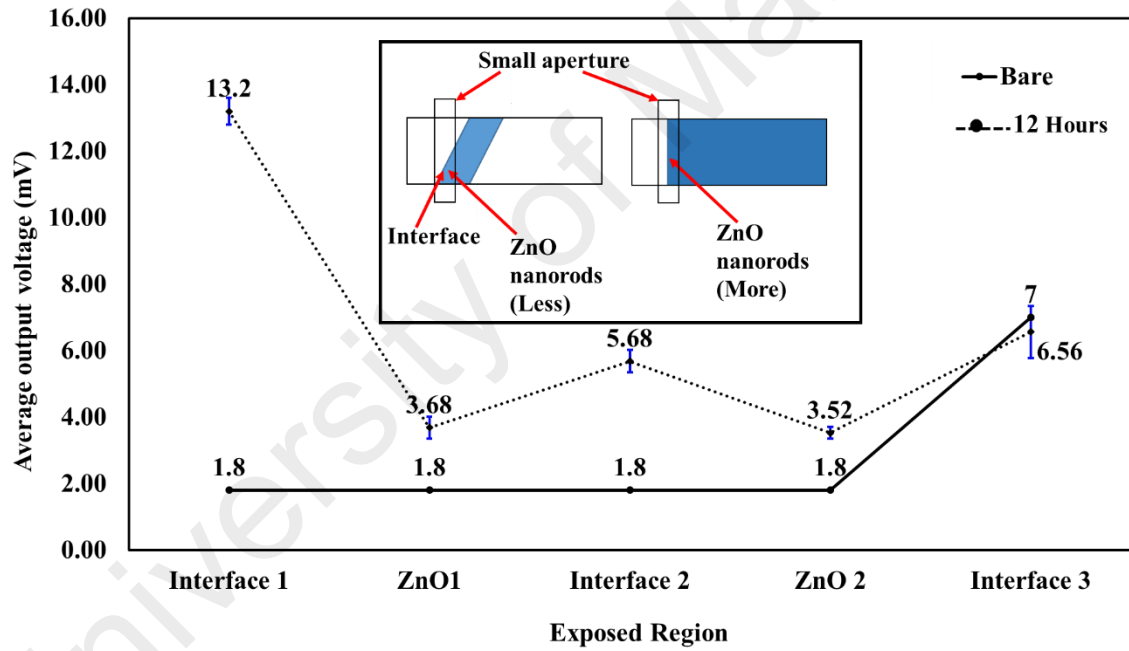 16.00
14.00
12.00
10.00
8.00
6.00
4.00
2.00
0.00
Average output voltage (mV)
13.2
3.68
5.68
3.52
7
6.56
1.8
1.8
1.8
1.8
Small aperture
Interface
ZnO
nanorods
(Less)
ZnO
nanorods
(More)
Bare
12 Hours
Interface 1
ZnO1
Interface 2
ZnO 2
Interface 3
Exposed Region
University of Ma